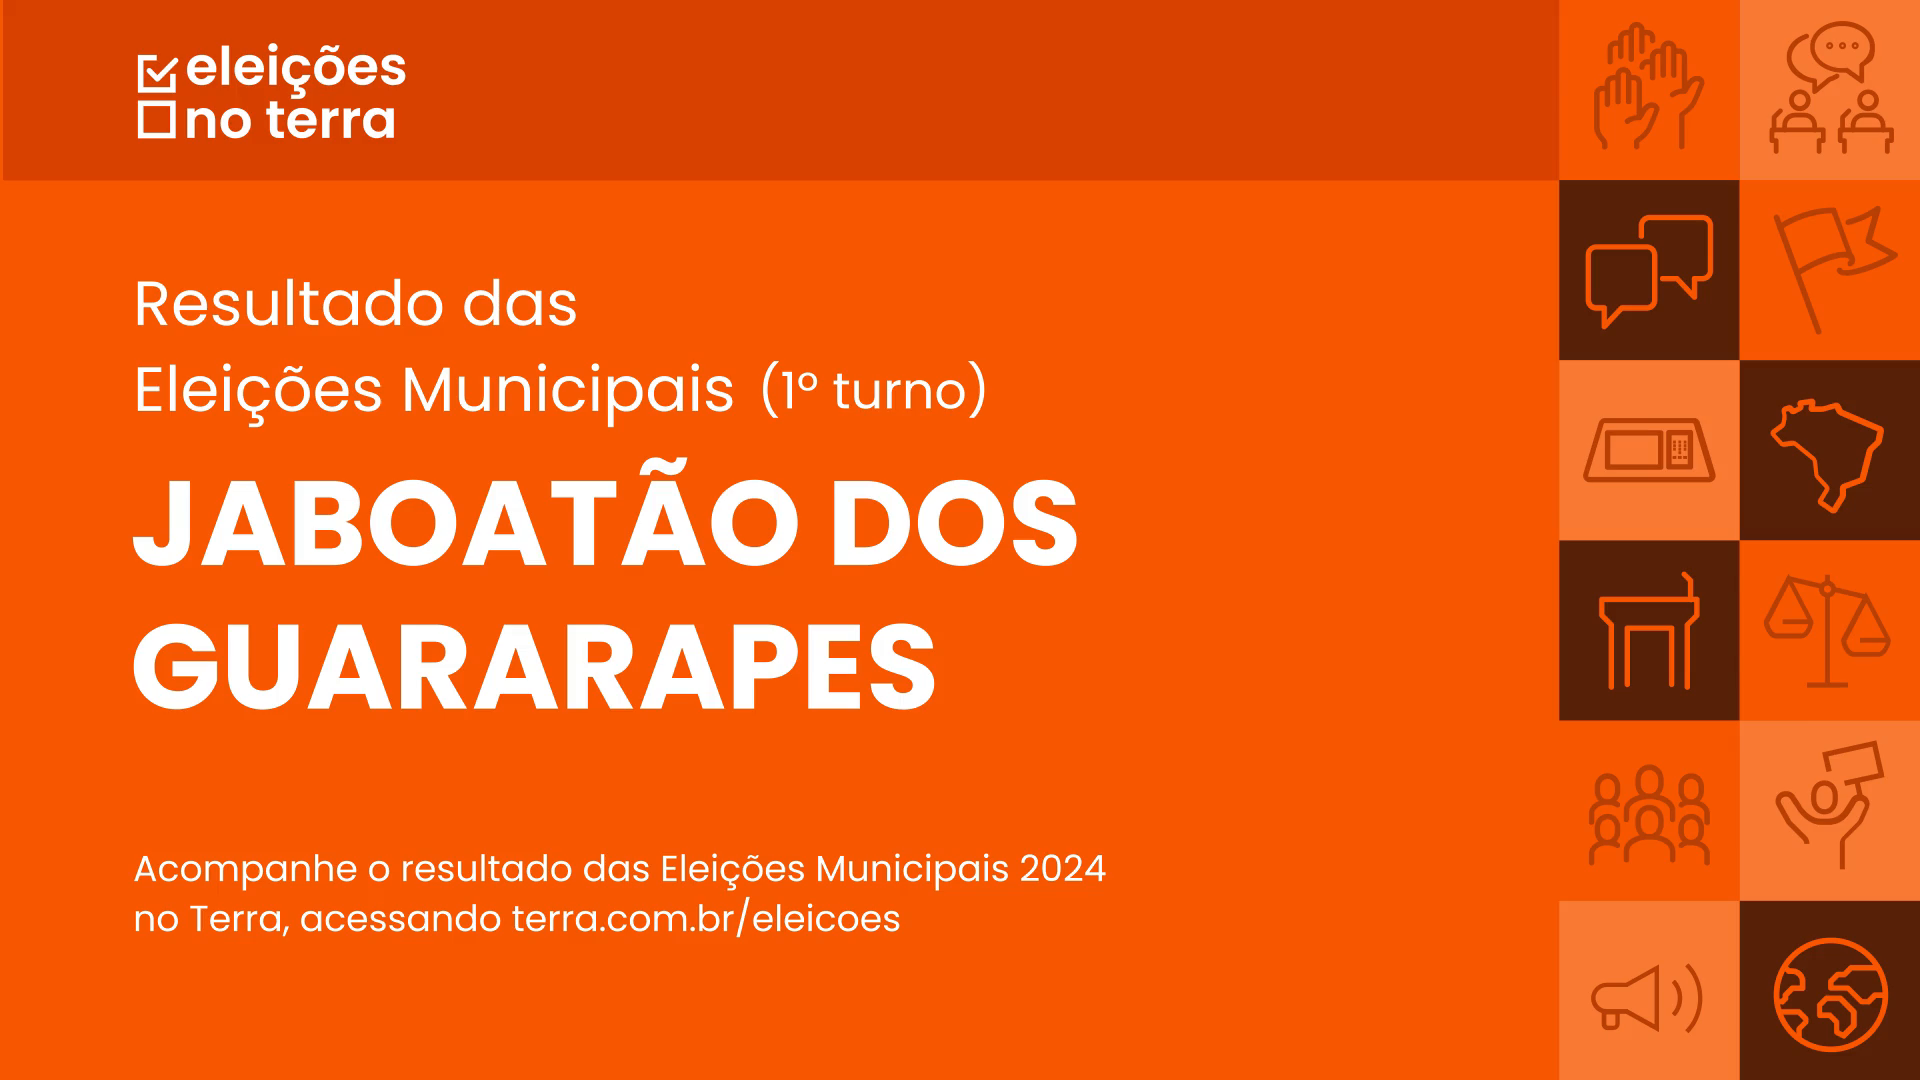 eleições
no terra
Resultado das
Eleições Municipais (1º turno)
JABOATÃO DOS
GUARARAPES
Acompanhe o resultado das Eleições Municipais 2024
no Terra, acessando terra.com.br/eleicoes